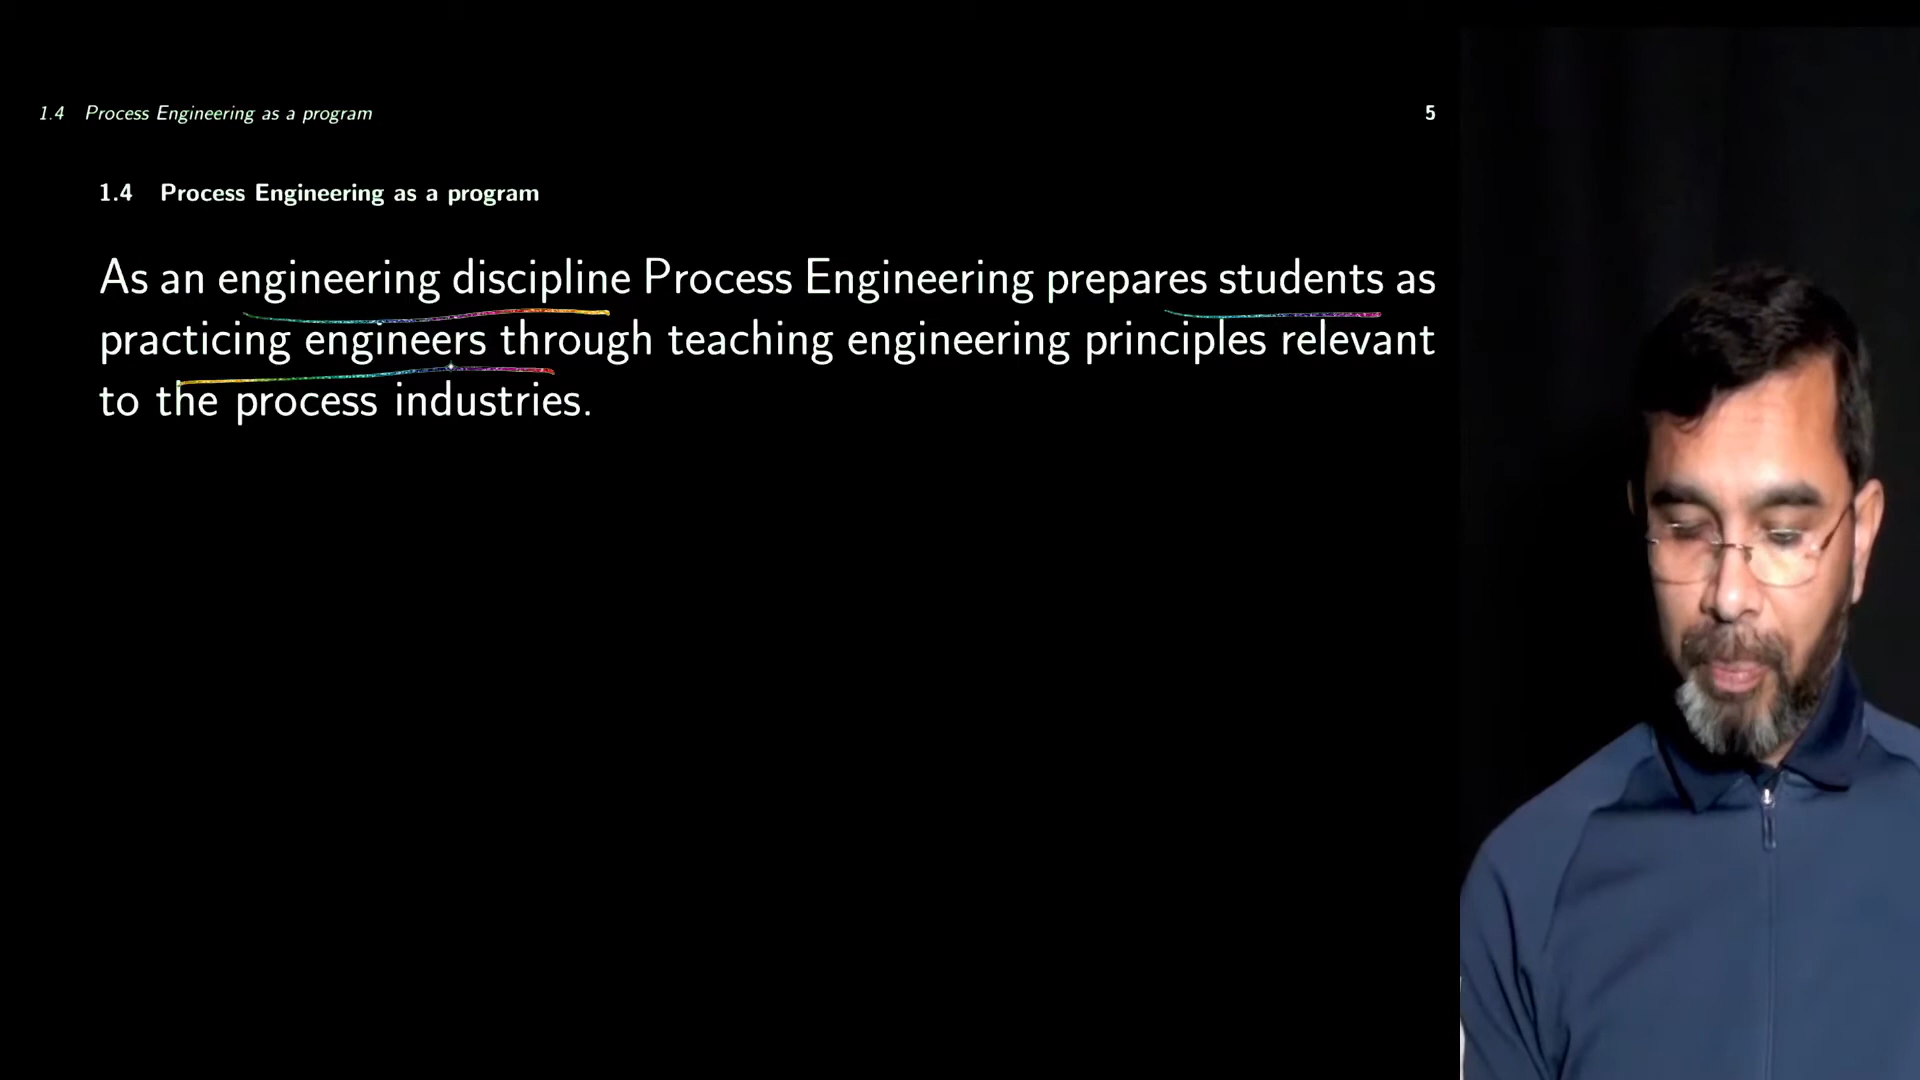 1.4 Process Engineering as a program 5
1.4 Process Engineering as a program
As an engineering discipline Process Engineering prepares students as
practicing engineers through teaching engineering principles relevant
to the process industries.